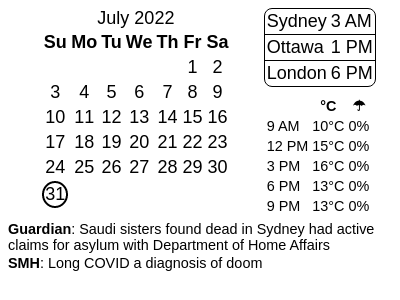 July 2022
Su Mo Tu We Th Fr Sa
1 2
3 4 5 6 7 8 9
10 11 12 13 14 15 16
17 18 19 20 21 22 23
24 25 26 27 28 29 30
31
Sydney 3 AM
Ottawa 1 PM
London 6 PM
°C ☂
9 AM 10°C 0%
12 PM 15°C 0%
3 PM 16°C 0%
6 PM 13°C 0%
9 PM 13°C 0%
Guardian: Saudi sisters found dead in Sydney had active
claims for asylum with Department of Home Affairs
SMH: Long COVID a diagnosis of doom